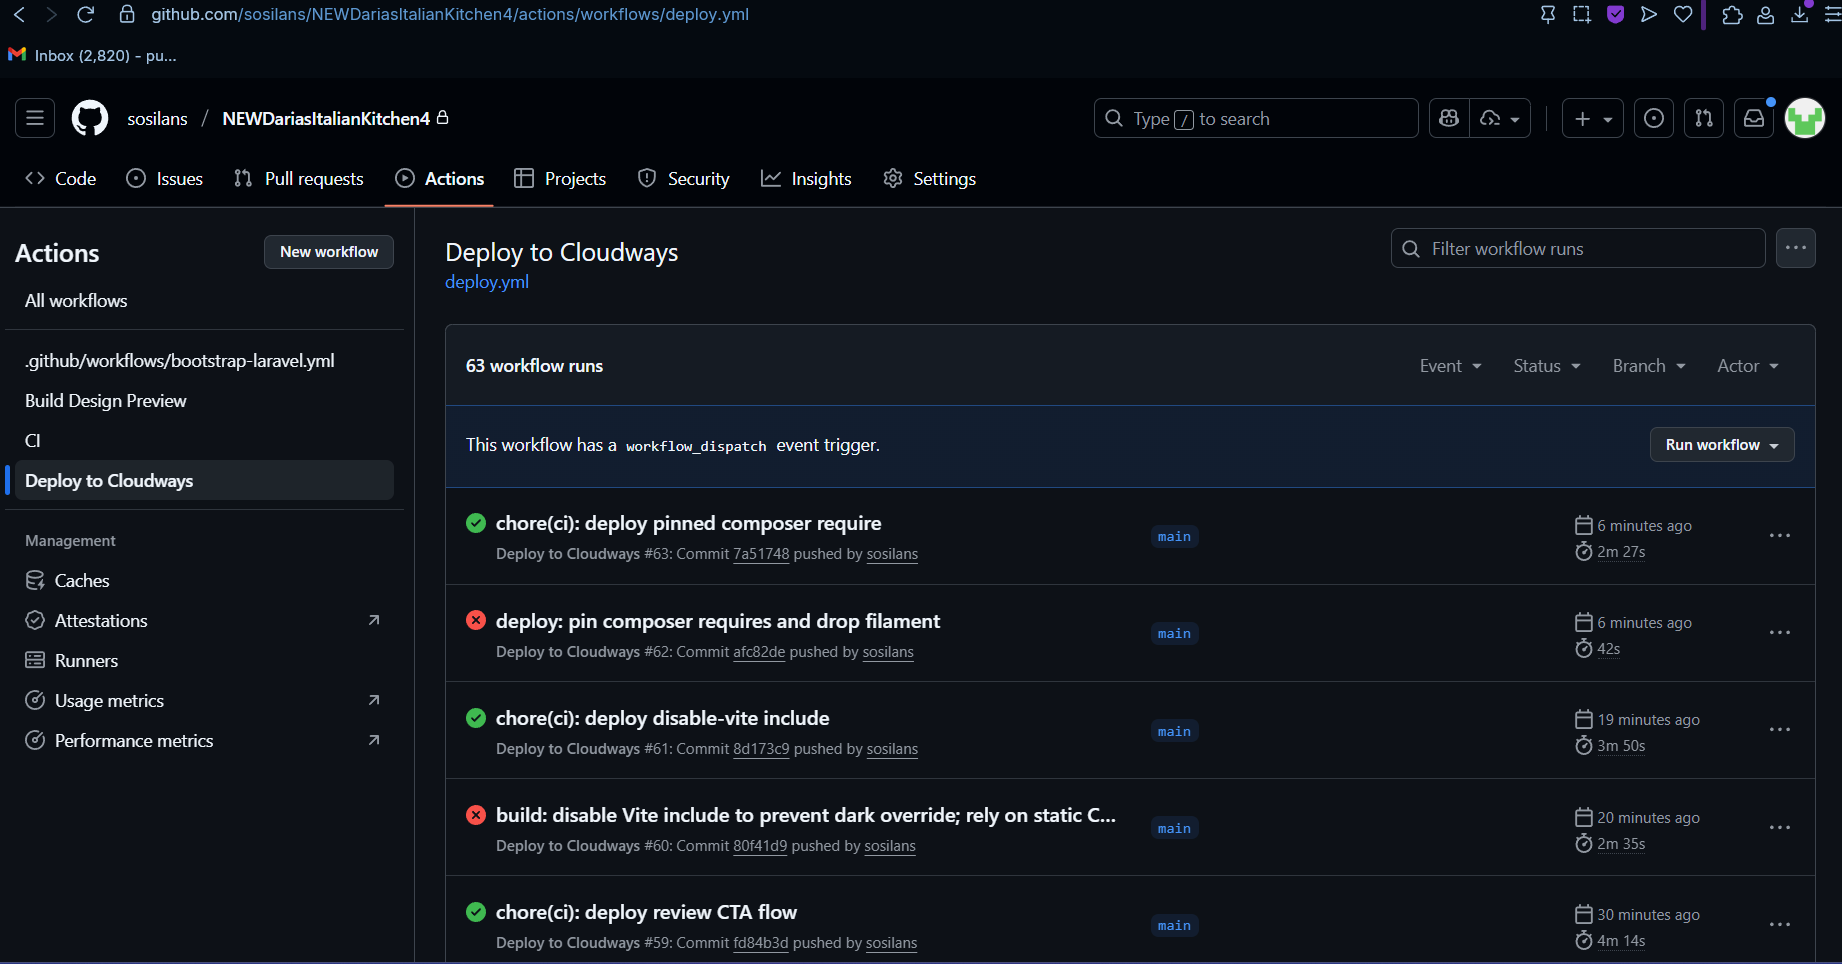 github.com/sosilans/NEWDariasItalianKitchen4/actions/workflows/deploy.yml
Inbox (2,820) - pu...
sosilans / NEWDariasItalianKitchen4
Type / to search
Code
Issues
Pull requests
Actions
Projects
Security
Insights
Settings
Actions
New workflow
All workflows
.github/workflows/bootstrap-laravel.yml
Build Design Preview
CI
Deploy to Cloudways
Management
Caches
Attestations
Runners
Usage metrics
Performance metrics
Deploy to Cloudways
deploy.yml
Filter workflow runs
63 workflow runs
Event
Status
Branch
Actor
This workflow has a workflow_dispatch event trigger.
Run workflow
chore(ci): deploy pinned composer require
Deploy to Cloudways #63: Commit 7a51748 pushed by sosilans
main
6 minutes ago
2m 27s
deploy: pin composer requires and drop filament
Deploy to Cloudways #62: Commit afc82de pushed by sosilans
main
6 minutes ago
42s
chore(ci): deploy disable-vite include
Deploy to Cloudways #61: Commit 8d173c9 pushed by sosilans
main
19 minutes ago
3m 50s
build: disable Vite include to prevent dark override; rely on static C...
Deploy to Cloudways #60: Commit 80f41d9 pushed by sosilans
main
20 minutes ago
2m 35s
chore(ci): deploy review CTA flow
Deploy to Cloudways #59: Commit fd84b3d pushed by sosilans
main
30 minutes ago
4m 14s